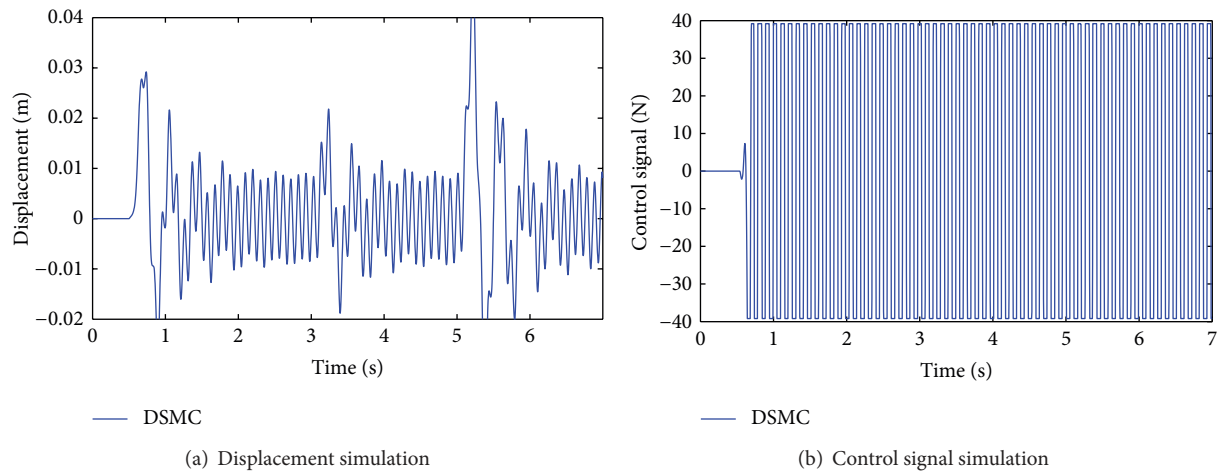 0.04
0.03
0.02
0.01
0
−0.01
−0.02
Displacement (m)
0 1 2 3 4 5 6
Time (s)
DSMC
(a) Displacement simulation
40
30
20
10
0
−10
−20
−30
−40
Control signal (N)
0 1 2 3 4 5 6 7
Time (s)
DSMC
(b) Control signal simulation